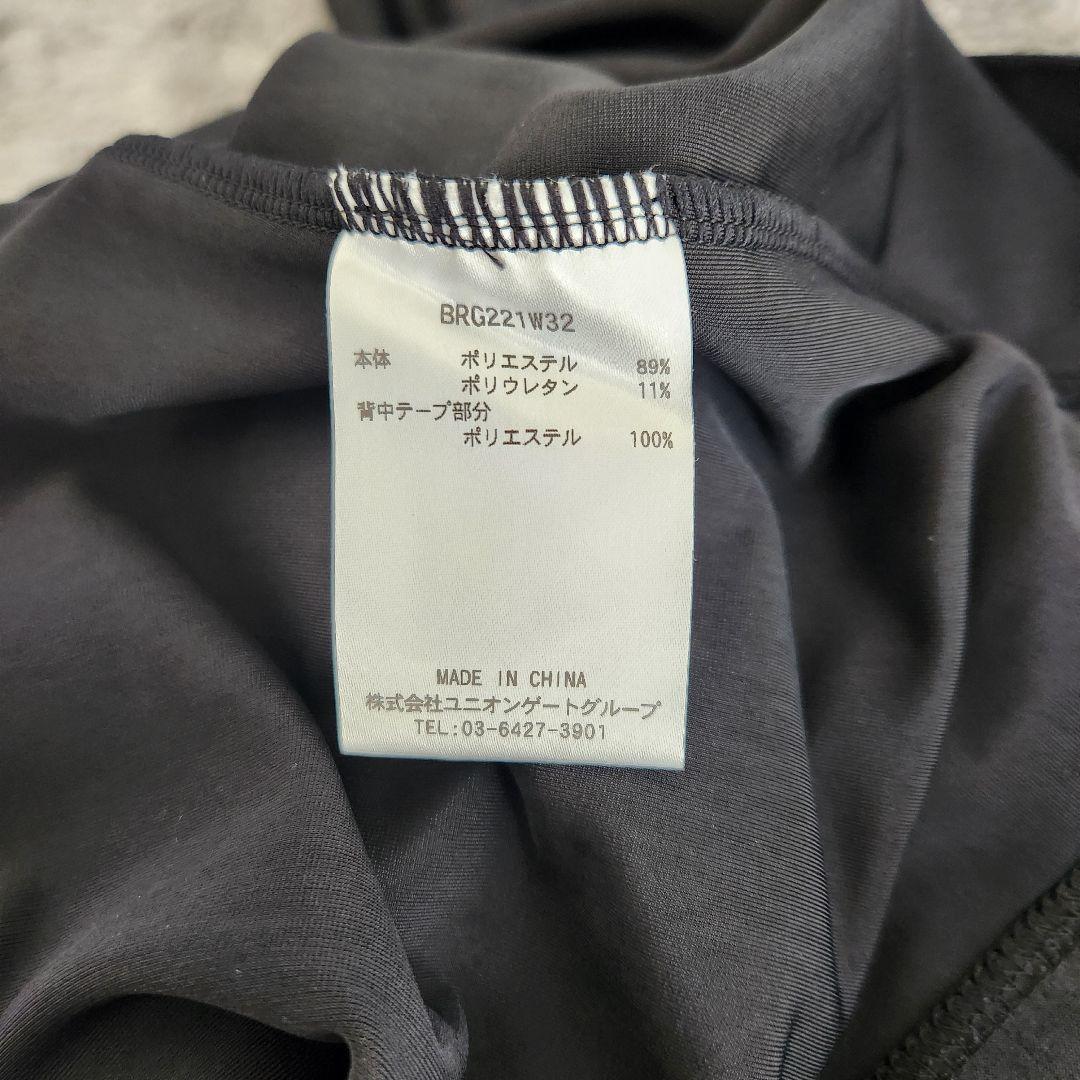 BRG221W32
本体 ポリエステル 89%
ポリウレタン 11%
背中テープ部分
ポリエステル 100%
MADE IN CHINA
株式会社ユニオンゲートグループ
TEL:03-6427-3901